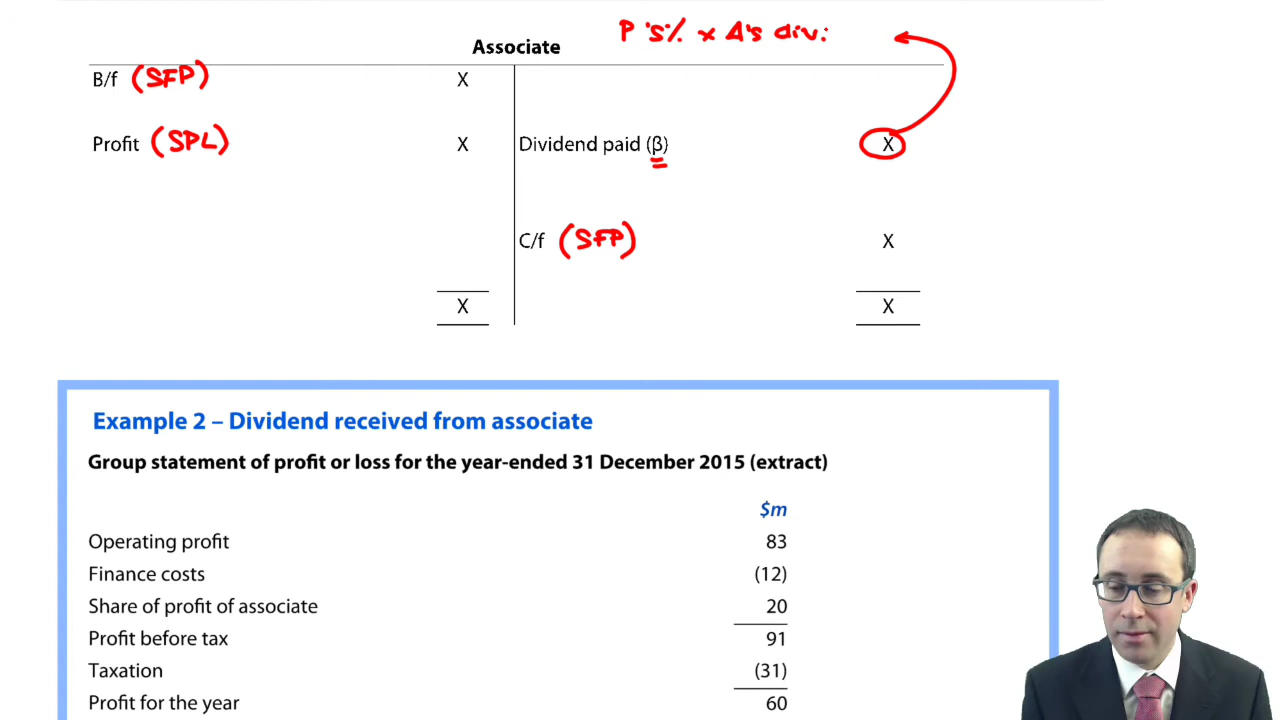 P's% x A's div:
Associate
B/f (SFP) X
Profit (SPL) X Dividend paid (β) X
C/f (SFP) X
X X
Example 2 – Dividend received from associate
Group statement of profit or loss for the year-ended 31 December 2015 (extract)
$m
Operating profit 83
Finance costs (12)
Share of profit of associate 20
Profit before tax 91
Taxation (31)
Profit for the year 60